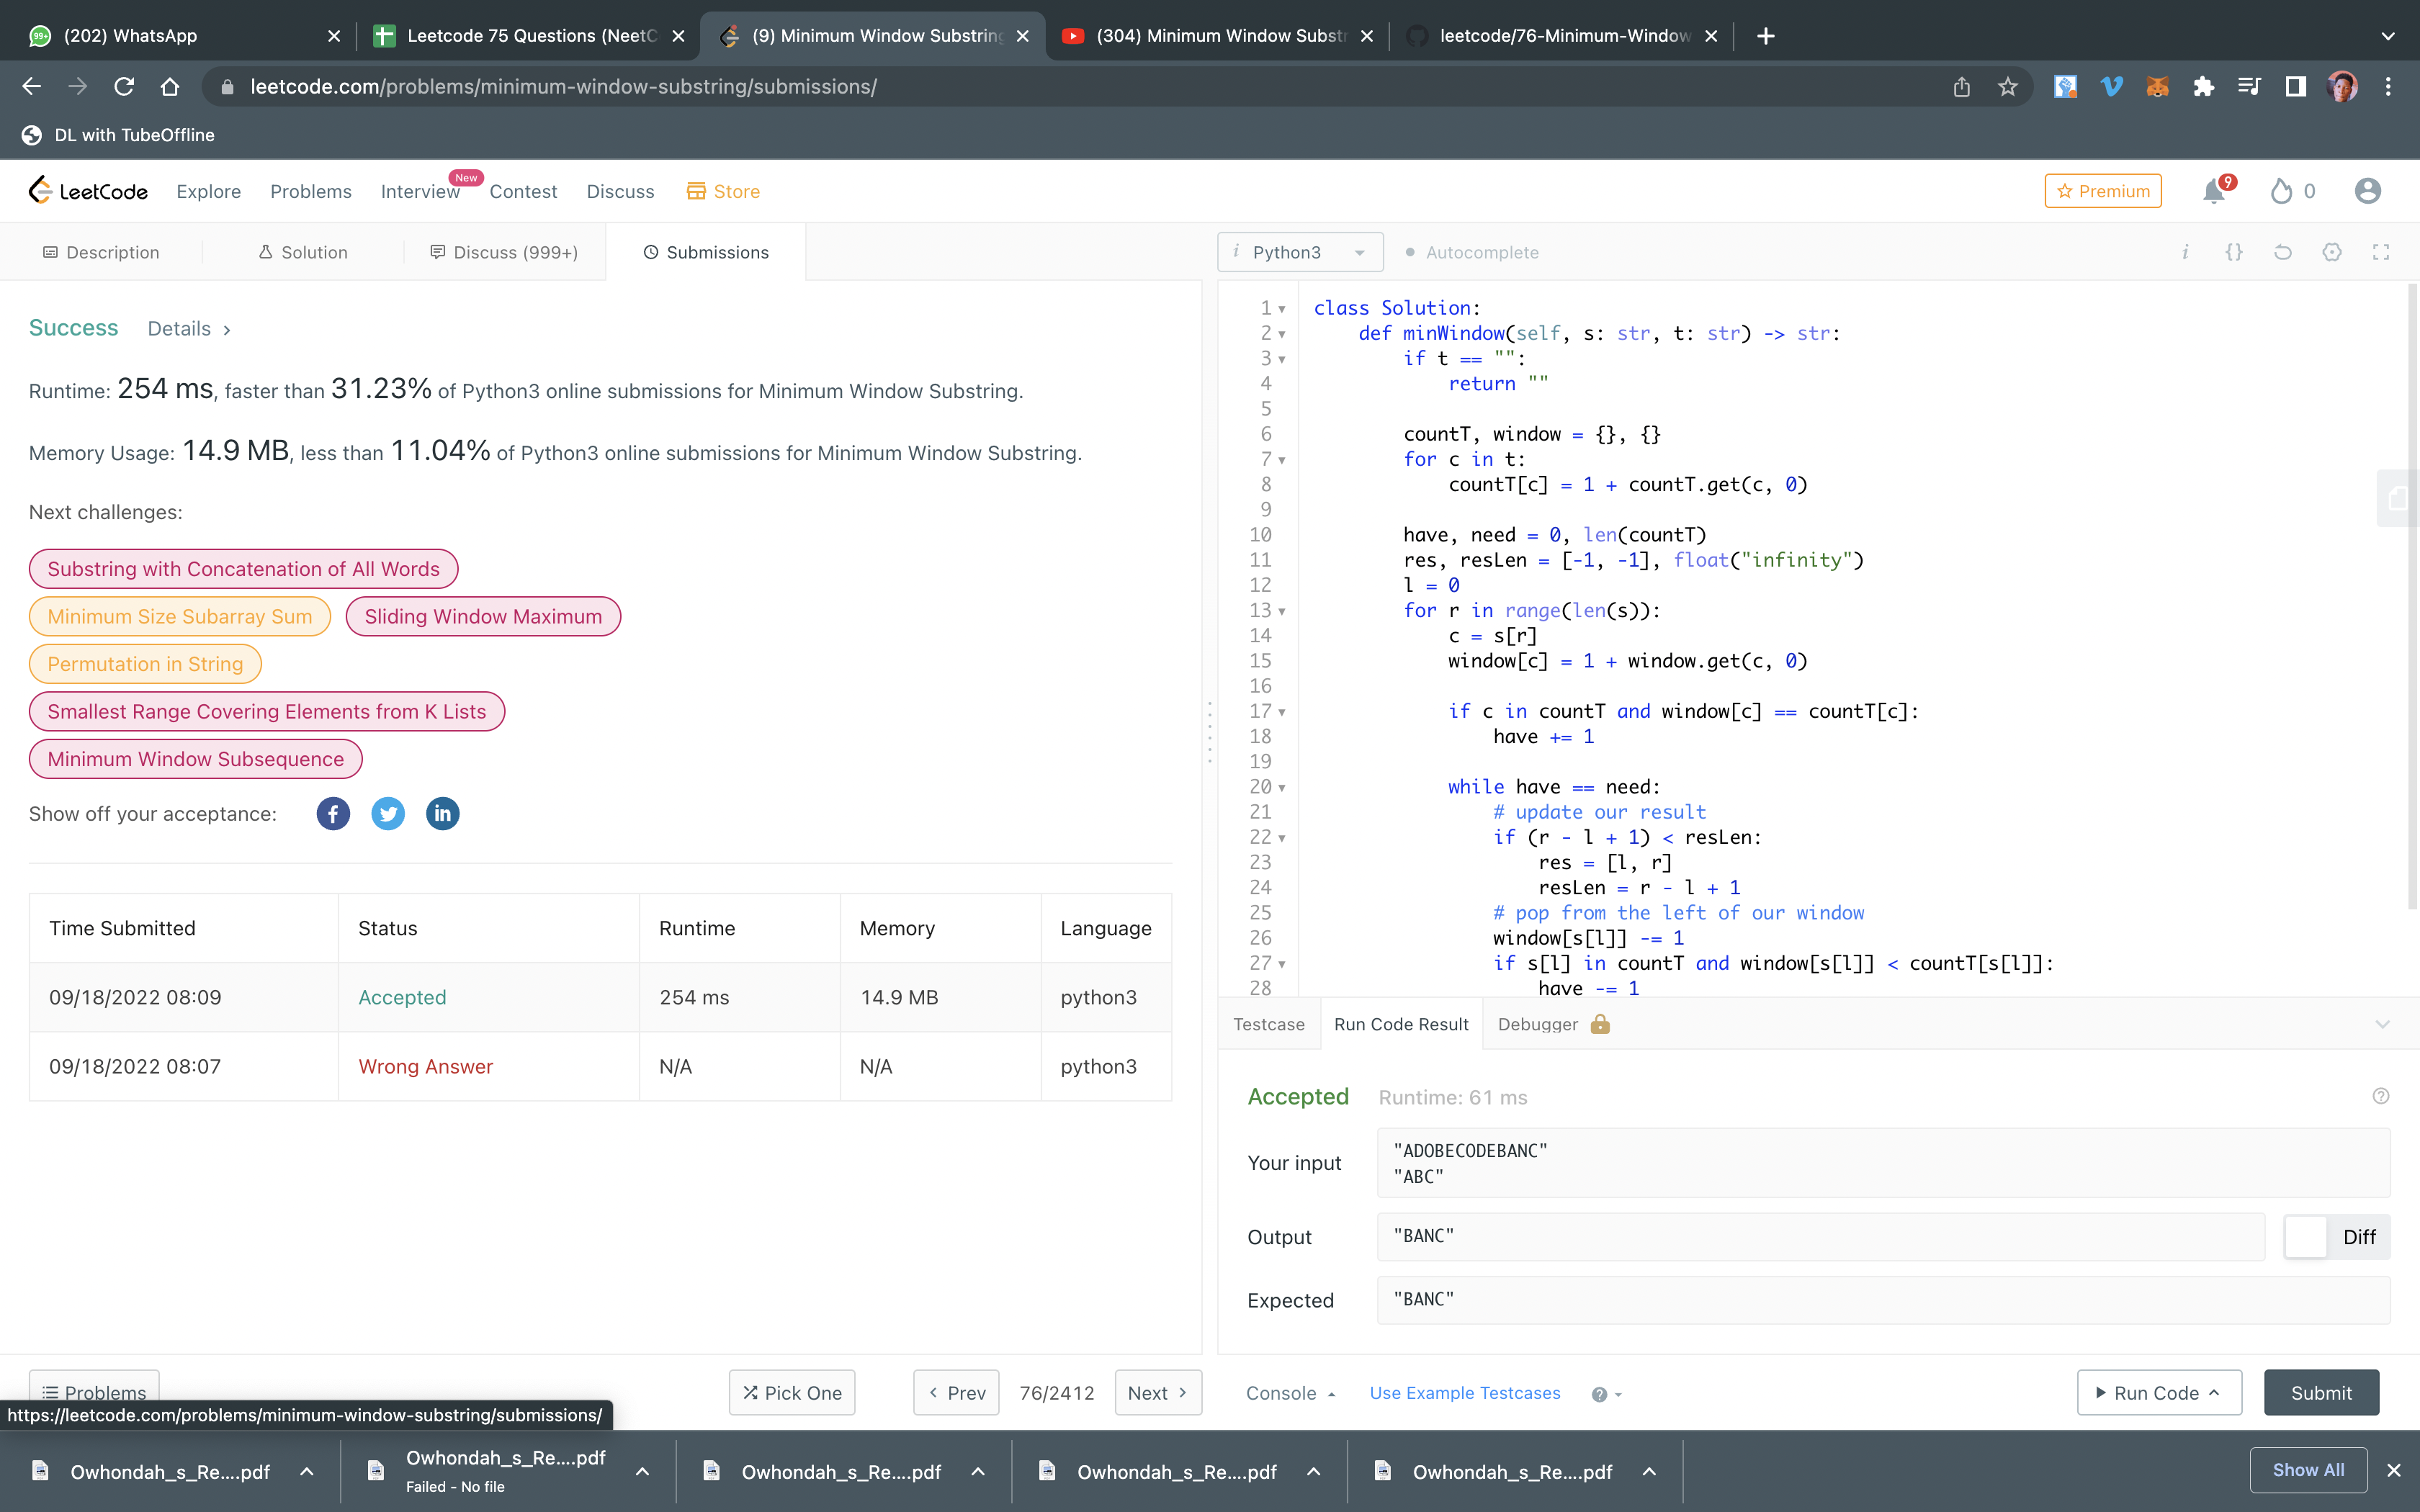 (202) WhatsApp
Leetcode 75 Questions (NeetC
(9) Minimum Window Substring
(304) Minimum Window Substr
leetcode/76-Minimum-Window
leetcode.com/problems/minimum-window-substring/submissions/
DL with TubeOffline
LeetCode
Explore
Problems
Interview
New
Contest
Discuss
Store
Premium
9
0
Description
Solution
Discuss (999+)
Submissions
Success
Details
Runtime: 254 ms, faster than 31.23% of Python3 online submissions for Minimum Window Substring.
Memory Usage: 14.9 MB, less than 11.04% of Python3 online submissions for Minimum Window Substring.
Next challenges:
Substring with Concatenation of All Words
Minimum Size Subarray Sum
Sliding Window Maximum
Permutation in String
Smallest Range Covering Elements from K Lists
Minimum Window Subsequence
Show off your acceptance:
Time Submitted Status Runtime Memory Language
09/18/2022 08:09 Accepted 254 ms 14.9 MB python3
09/18/2022 08:07 Wrong Answer N/A N/A python3
i Python3
Autocomplete
i {}
1 class Solution:
2 def minWindow(self, s: str, t: str) -> str:
3 if t == "":
4 return ""
5
6 countT, window = {}, {}
7 for c in t:
8 countT[c] = 1 + countT.get(c, 0)
9
10 have, need = 0, len(countT)
11 res, resLen = [-1, -1], float("infinity")
12 l = 0
13 for r in range(len(s)):
14 c = s[r]
15 window[c] = 1 + window.get(c, 0)
16
17 if c in countT and window[c] == countT[c]:
18 have += 1
19
20 while have == need:
21 # update our result
22 if (r - l + 1) < resLen:
23 res = [l, r]
24 resLen = r - l + 1
25 # pop from the left of our window
26 window[s[l]] -= 1
27 if s[l] in countT and window[s[l]] < countT[s[l]]:
28 have -= 1
Testcase
Run Code Result
Debugger
Accepted
Runtime: 61 ms
Your input
"ADOBECODEBANC"
"ABC"
Output
"BANC"
Diff
Expected
"BANC"
Problems
Pick One
Prev
76/2412
Next
Console
Use Example Testcases
Run Code
Submit
https://leetcode.com/problems/minimum-window-substring/submissions/
Owhondah_s_Re....pdf
Owhondah_s_Re....pdf
Failed - No file
Owhondah_s_Re....pdf
Owhondah_s_Re....pdf
Owhondah_s_Re....pdf
Show All